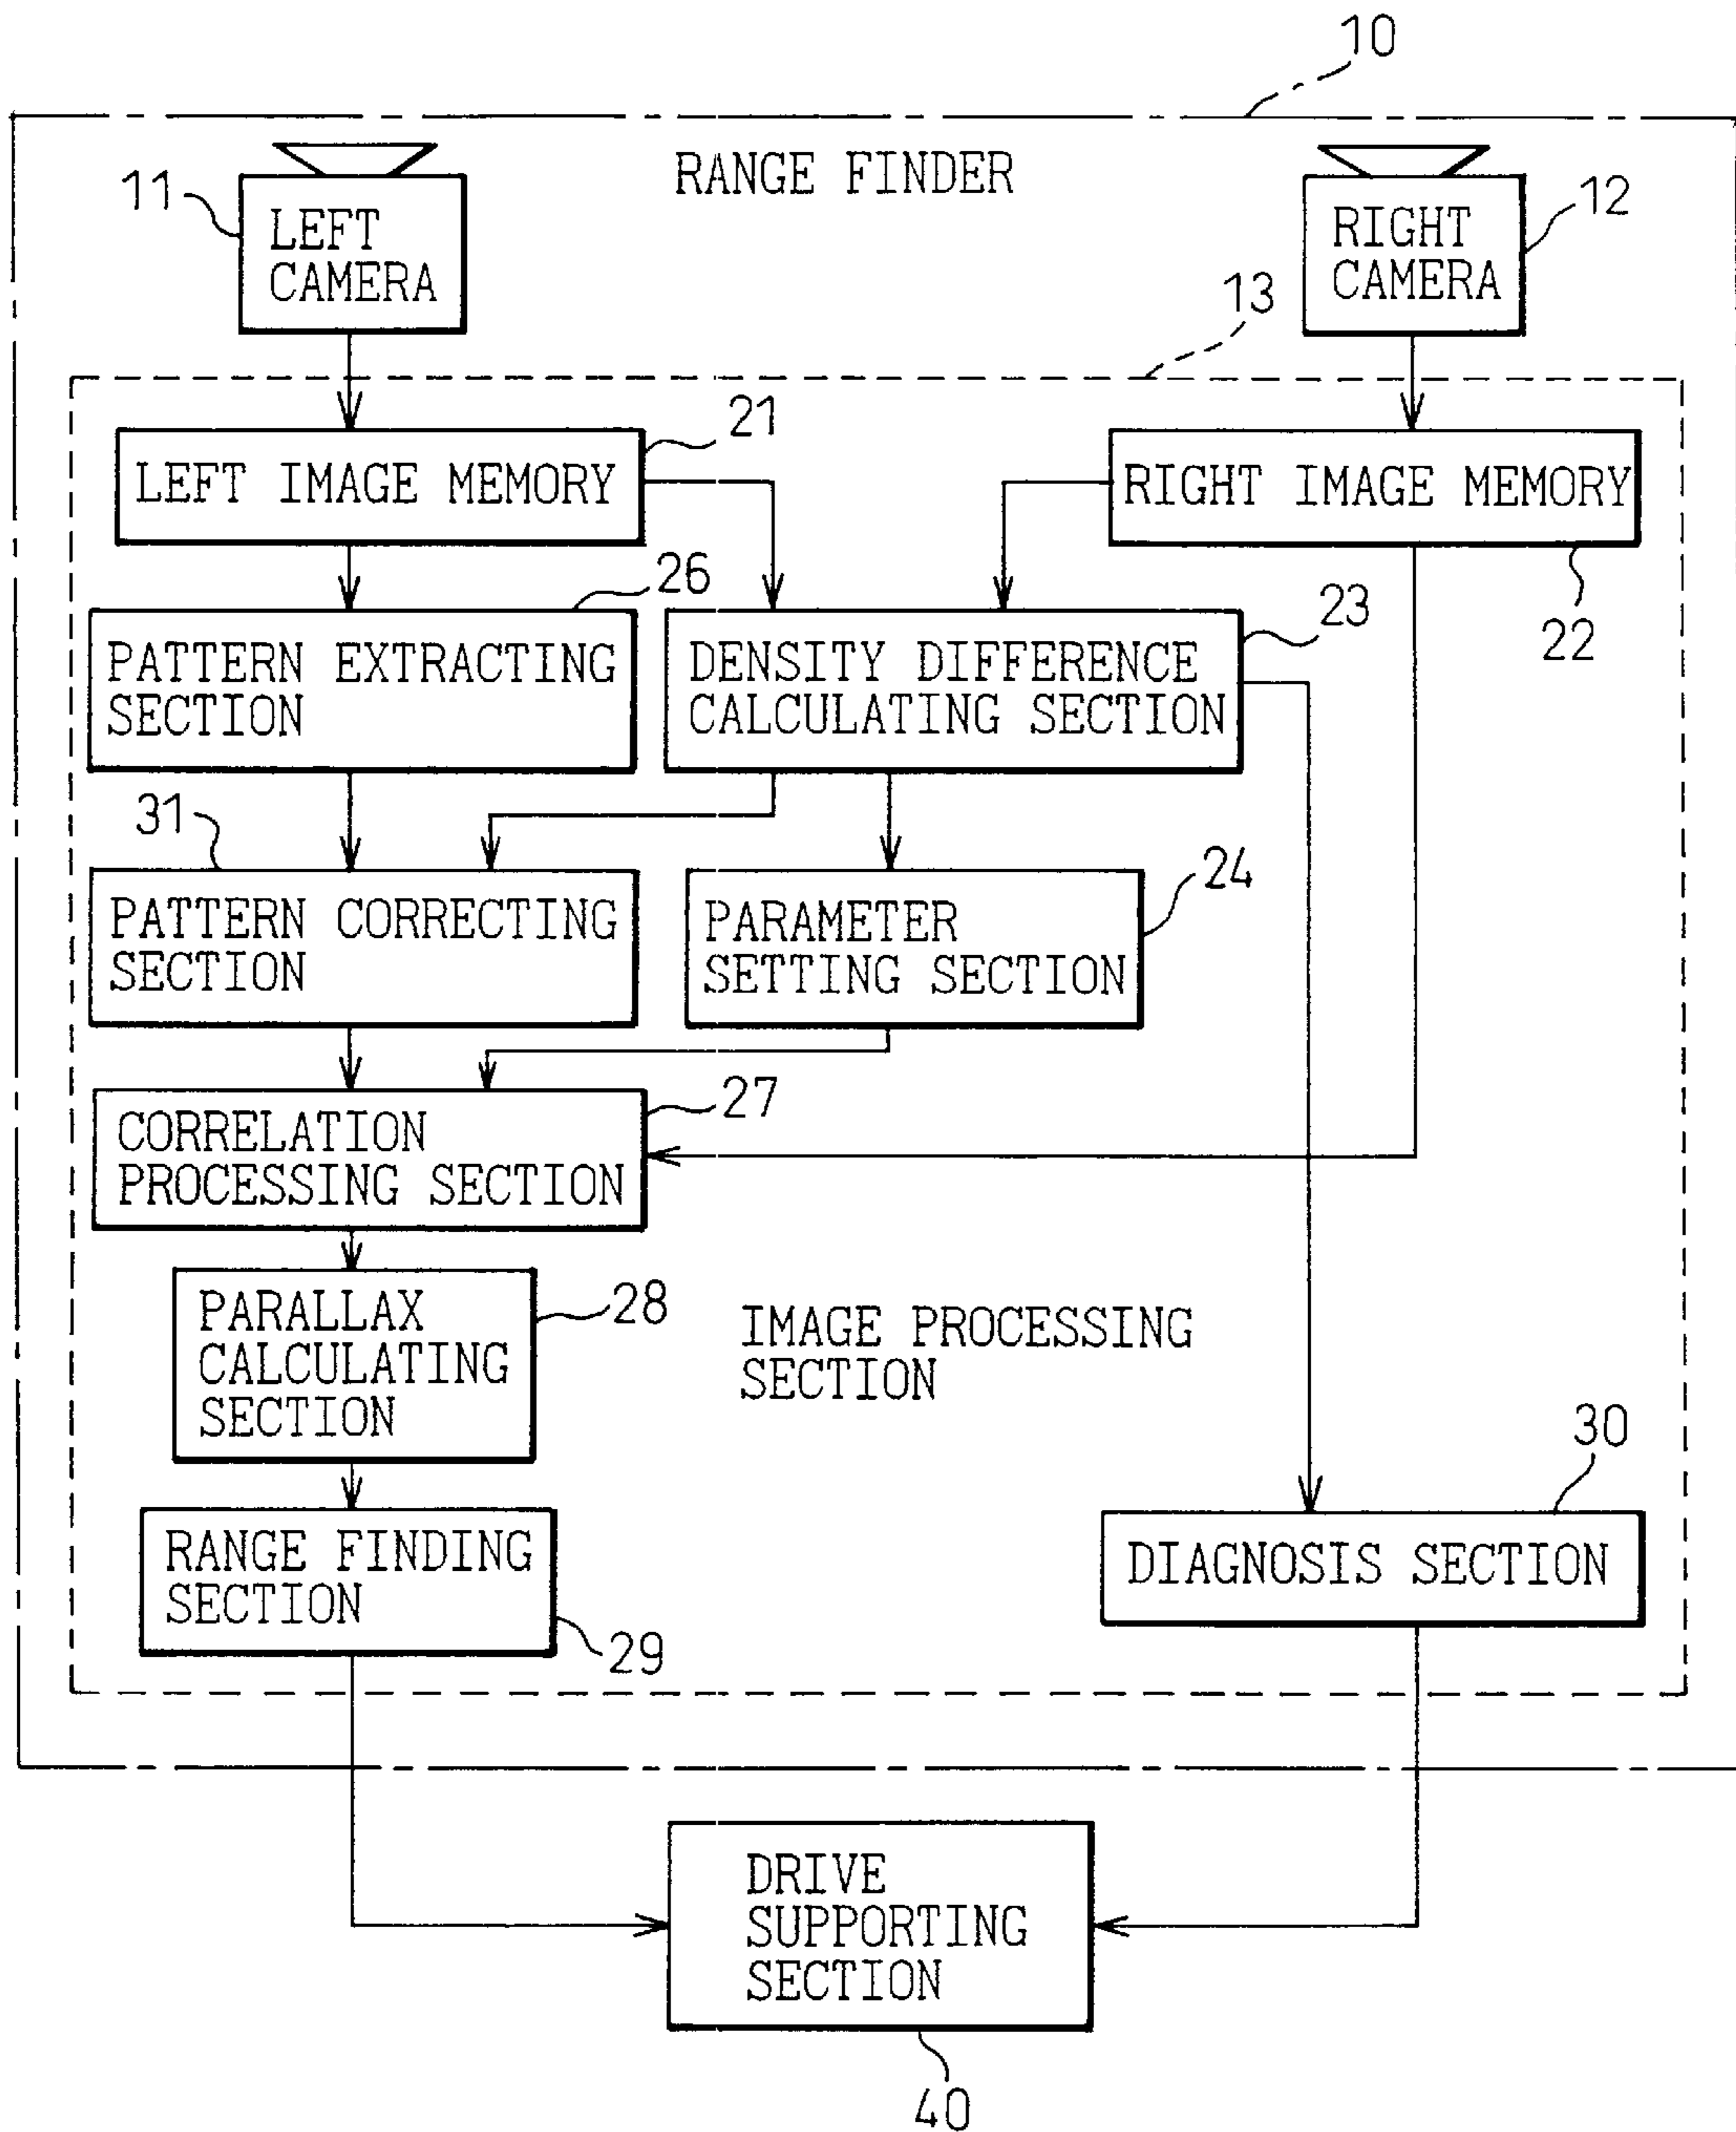 10
RANGE FINDER
11
LEFT
CAMERA
12
RIGHT
CAMERA
13
21
LEFT IMAGE MEMORY
RIGHT IMAGE MEMORY
22
26
PATTERN EXTRACTING
SECTION
23
DENSITY DIFFERENCE
CALCULATING SECTION
31
PATTERN CORRECTING
SECTION
24
PARAMETER
SETTING SECTION
27
CORRELATION
PROCESSING SECTION
28
PARALLAX
CALCULATING
SECTION
IMAGE PROCESSING
SECTION
30
RANGE FINDING
SECTION
29
DIAGNOSIS SECTION
DRIVE
SUPPORTING
SECTION
40